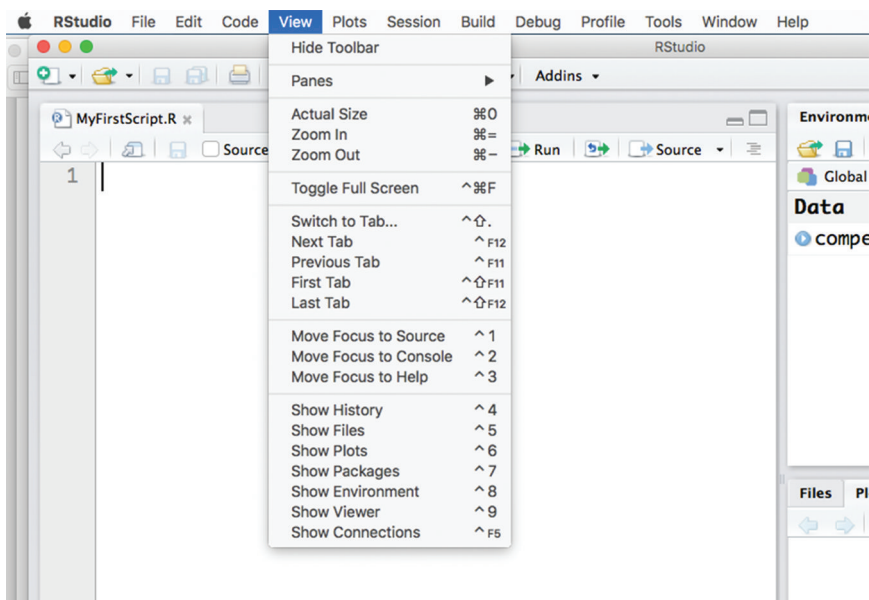 RStudio File Edit Code View Plots Session Build Debug Profile Tools Window Help
RStudio
Hide Toolbar
Panes
Actual Size ⌘0
Zoom In ⌘=
Zoom Out ⌘−
Toggle Full Screen ^⌘F
Switch to Tab... ^⇧.
Next Tab ^F12
Previous Tab ^F11
First Tab ^⇧F11
Last Tab ^⇧F12
Move Focus to Source ^1
Move Focus to Console ^2
Move Focus to Help ^3
Show History ^4
Show Files ^5
Show Plots ^6
Show Packages ^7
Show Environment ^8
Show Viewer ^9
Show Connections ^F5
Addins
MyFirstScript.R
Source Run Source
1
Environm
Global
Data
compe
Files Pl